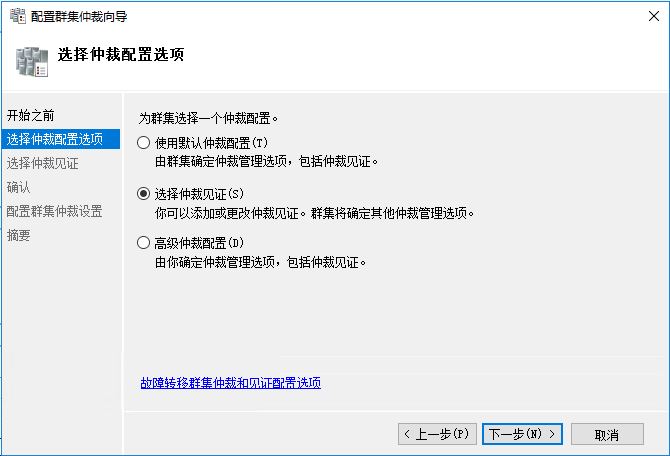 配置群集仲裁向导
选择仲裁配置选项
开始之前
选择仲裁配置选项
选择仲裁见证
确认
配置群集仲裁设置
摘要
为群集选择一个仲裁配置。
使用默认仲裁配置(T)
由群集确定仲裁管理选项，包括仲裁见证。
选择仲裁见证(S)
你可以添加或更改仲裁见证。群集将确定其他仲裁管理选项。
高级仲裁配置(D)
由你确定仲裁管理选项，包括仲裁见证。
故障转移群集仲裁和见证配置选项
< 上一步(P)
下一步(N) >
取消